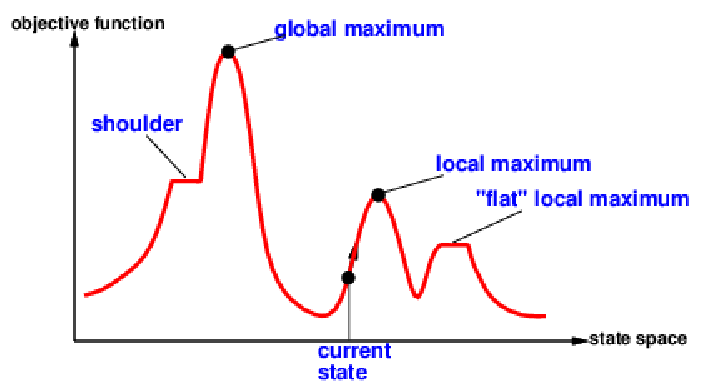 objective function
global maximum
shoulder
local maximum
"flat" local maximum
state space
current
state